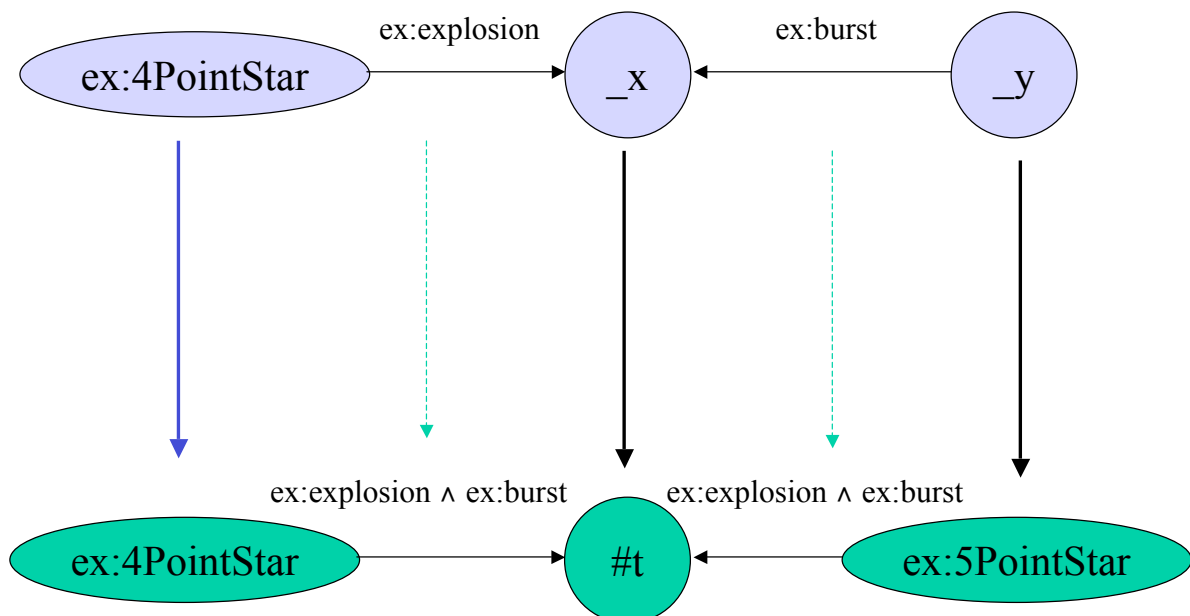 ex:explosion
ex:burst
ex:4PointStar
_x
_y
ex:explosion ∧ ex:burst
ex:explosion ∧ ex:burst
ex:4PointStar
#t
ex:5PointStar